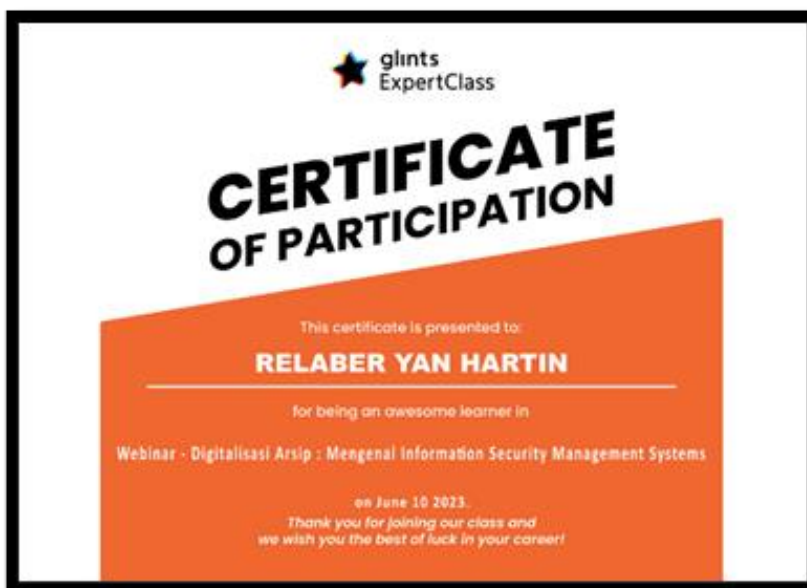 glints
ExpertClass
CERTIFICATE
OF PARTICIPATION
This certificate is presented to:
RELABER YAN HARTIN
for being an awesome learner in
Webinar - Digitalisasi Arsip : Mengenal Information Security Management Systems
on June 10 2023.
Thank you for joining our class and
we wish you the best of luck in your career!